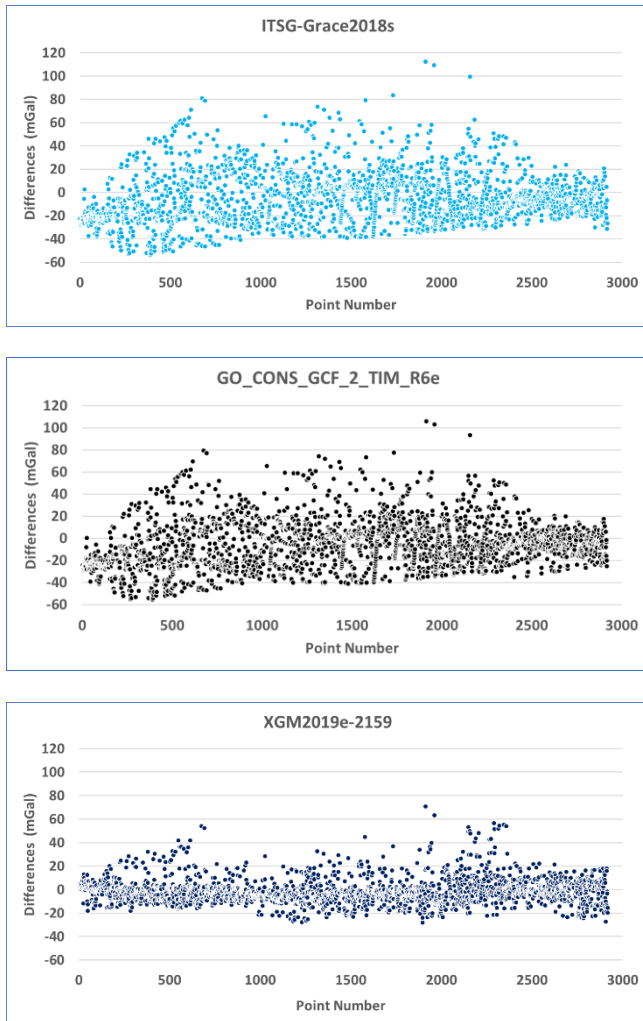 ITSG-Grace2018s
120
100
80
60
40
20
0
-20
-40
-60
Differences (mGal)
0 500 1000 1500 2000 2500 3000
Point Number
GO_CONS_GCF_2_TIM_R6e
120
100
80
60
40
20
0
-20
-40
-60
Differences (mGal)
0 500 1000 1500 2000 2500 3000
Point Number
XGM2019e-2159
120
100
80
60
40
20
0
-20
-40
-60
Differences (mGal)
0 500 1000 1500 2000 2500 3000
Point Number